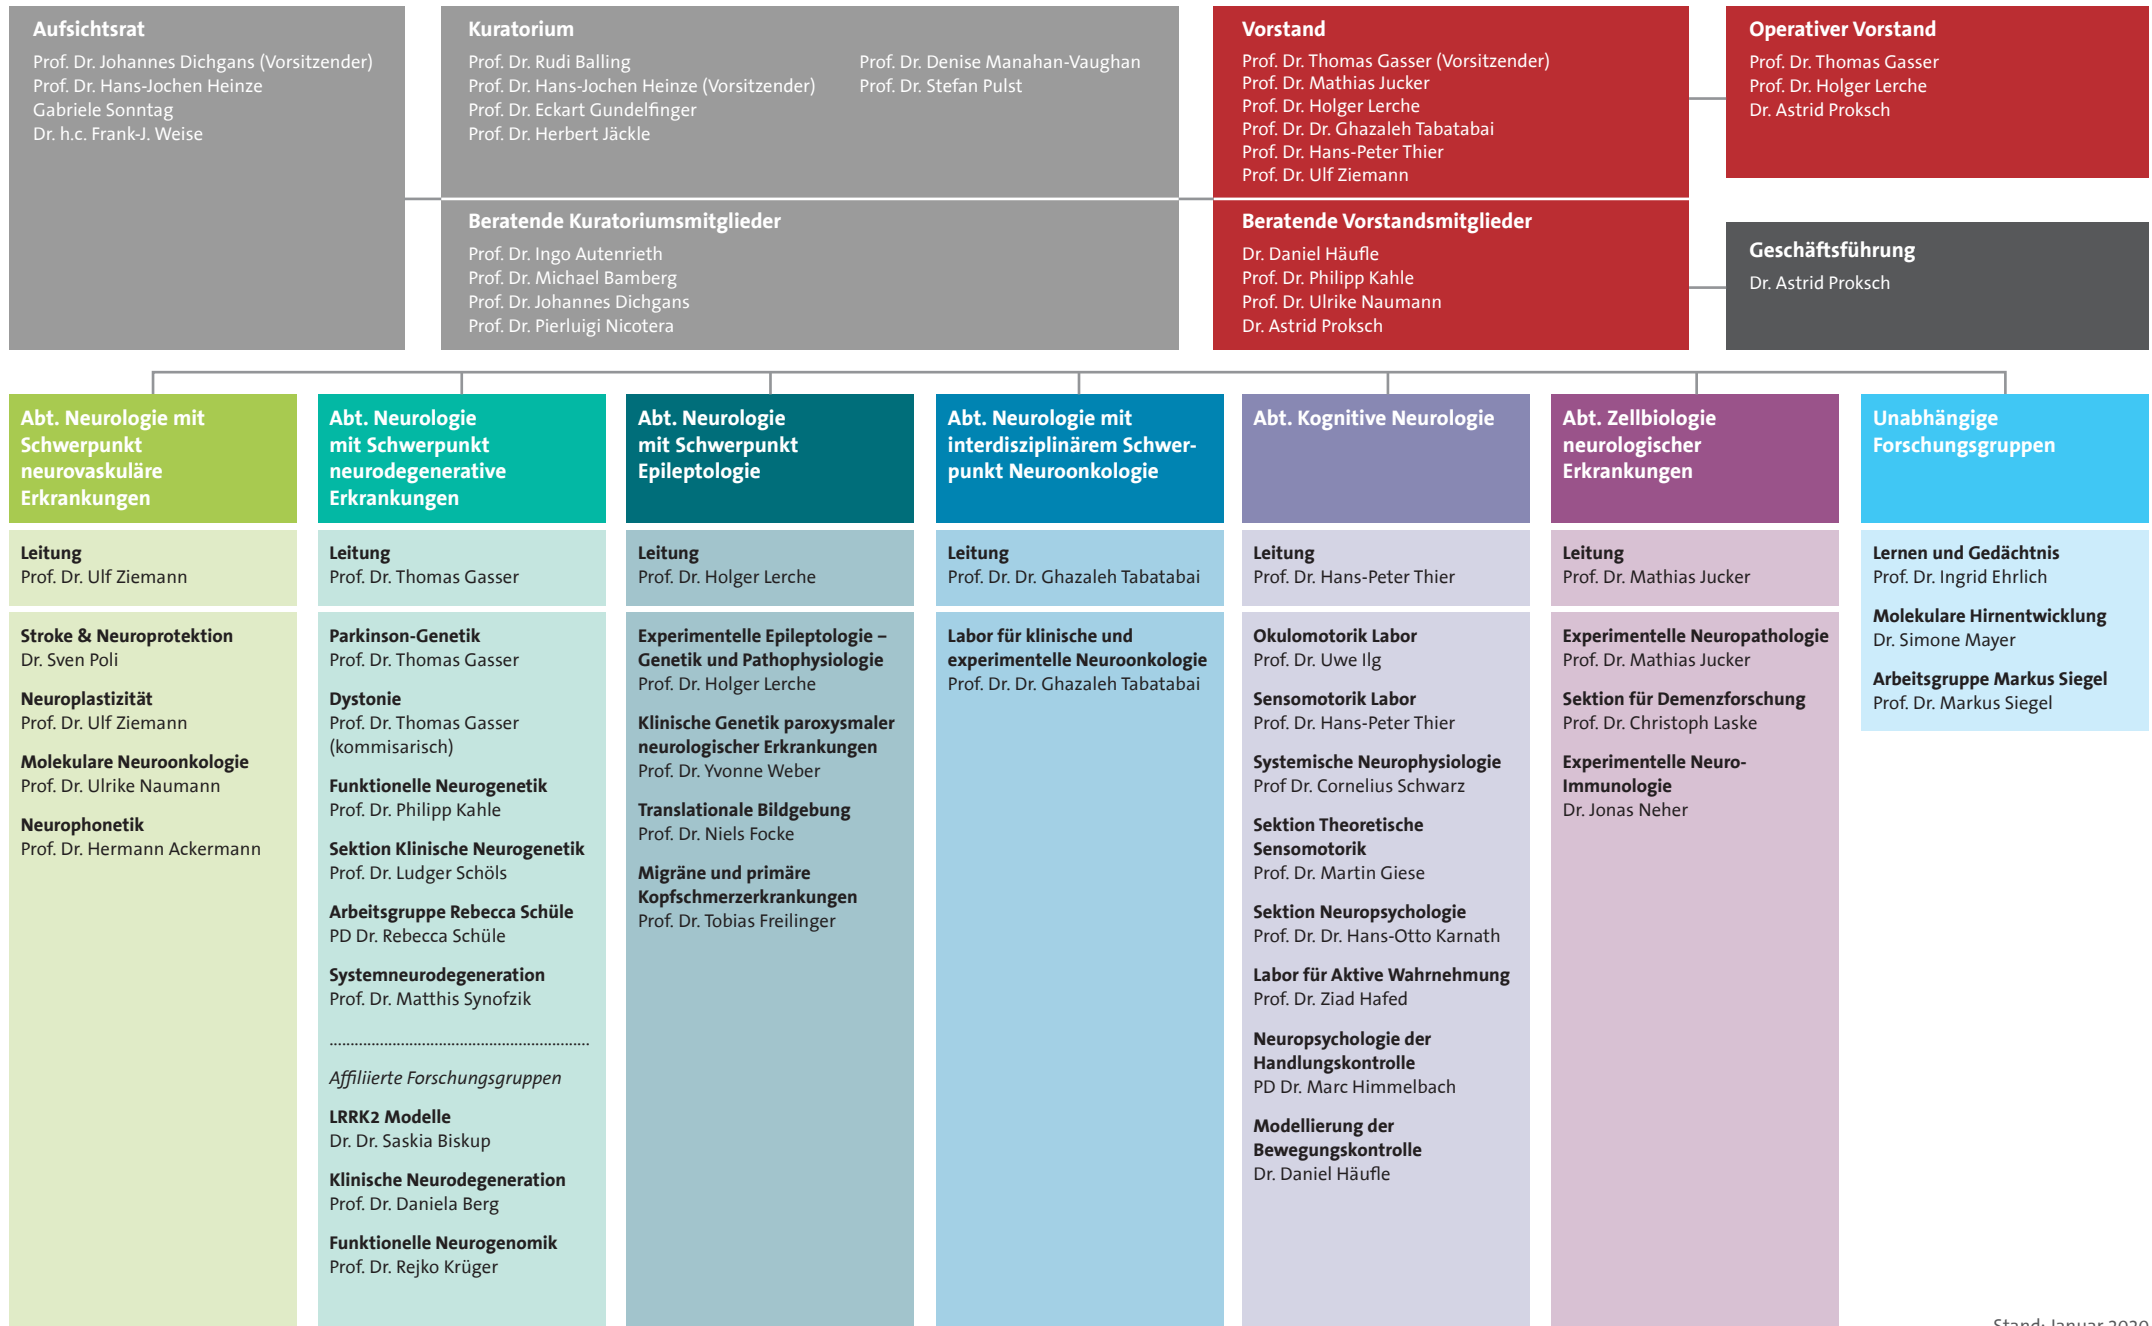 Aufsichtsrat
Prof. Dr. Johannes Dichgans (Vorsitzender)
Prof. Dr. Hans-Jochen Heinze
Gabriele Sonntag
Dr. h.c. Frank-J. Weise
Kuratorium
Prof. Dr. Rudi Balling
Prof. Dr. Hans-Jochen Heinze (Vorsitzender)
Prof. Dr. Eckart Gundelfinger
Prof. Dr. Herbert Jäckle
Prof. Dr. Denise Manahan-Vaughan
Prof. Dr. Stefan Pulst
Beratende Kuratoriumsmitglieder
Prof. Dr. Ingo Autenrieth
Prof. Dr. Michael Bamberg
Prof. Dr. Johannes Dichgans
Prof. Dr. Pierluigi Nicotera
Vorstand
Prof. Dr. Thomas Gasser (Vorsitzender)
Prof. Dr. Mathias Jucker
Prof. Dr. Holger Lerche
Prof. Dr. Dr. Ghazaleh Tabatabai
Prof. Dr. Hans-Peter Thier
Prof. Dr. Ulf Ziemann
Beratende Vorstandsmitglieder
Dr. Daniel Häufle
Prof. Dr. Philipp Kahle
Prof. Dr. Ulrike Naumann
Dr. Astrid Proksch
Operativer Vorstand
Prof. Dr. Thomas Gasser
Prof. Dr. Holger Lerche
Dr. Astrid Proksch
Geschäftsführung
Dr. Astrid Proksch
Abt. Neurologie mit
Schwerpunkt
neurovaskuläre
Erkrankungen
Leitung
Prof. Dr. Ulf Ziemann
Stroke & Neuroprotektion
Dr. Sven Poli
Neuroplastizität
Prof. Dr. Ulf Ziemann
Molekulare Neuroonkologie
Prof. Dr. Ulrike Naumann
Neurophonetik
Prof. Dr. Hermann Ackermann
Abt. Neurologie
mit Schwerpunkt
neurodegenerative
Erkrankungen
Leitung
Prof. Dr. Thomas Gasser
Parkinson-Genetik
Prof. Dr. Thomas Gasser
Dystonie
Prof. Dr. Thomas Gasser
(kommisarisch)
Funktionelle Neurogenetik
Prof. Dr. Philipp Kahle
Sektion Klinische Neurogenetik
Prof. Dr. Ludger Schöls
Arbeitsgruppe Rebecca Schüle
PD Dr. Rebecca Schüle
Systemneurodegeneration
Prof. Dr. Matthis Synofzik
..............................................................
Affiliierte Forschungsgruppen
LRRK2 Modelle
Dr. Dr. Saskia Biskup
Klinische Neurodegeneration
Prof. Dr. Daniela Berg
Funktionelle Neurogenomik
Prof. Dr. Rejko Krüger
Abt. Neurologie
mit Schwerpunkt
Epileptologie
Leitung
Prof. Dr. Holger Lerche
Experimentelle Epileptologie –
Genetik und Pathophysiologie
Prof. Dr. Holger Lerche
Klinische Genetik paroxysmaler
neurologischer Erkrankungen
Prof. Dr. Yvonne Weber
Translationale Bildgebung
Prof. Dr. Niels Focke
Migräne und primäre
Kopfschmerzerkrankungen
Prof. Dr. Tobias Freilinger
Abt. Neurologie mit
interdisziplinärem Schwer-
punkt Neuroonkologie
Leitung
Prof. Dr. Dr. Ghazaleh Tabatabai
Labor für klinische und
experimentelle Neuroonkologie
Prof. Dr. Dr. Ghazaleh Tabatabai
Abt. Kognitive Neurologie
Leitung
Prof. Dr. Hans-Peter Thier
Okulomotorik Labor
Prof. Dr. Uwe Ilg
Sensomotorik Labor
Prof. Dr. Hans-Peter Thier
Systemische Neurophysiologie
Prof Dr. Cornelius Schwarz
Sektion Theoretische
Sensomotorik
Prof. Dr. Martin Giese
Sektion Neuropsychologie
Prof. Dr. Dr. Hans-Otto Karnath
Labor für Aktive Wahrnehmung
Prof. Dr. Ziad Hafed
Neuropsychologie der
Handlungskontrolle
PD Dr. Marc Himmelbach
Modellierung der
Bewegungskontrolle
Dr. Daniel Häufle
Abt. Zellbiologie
neurologischer
Erkrankungen
Leitung
Prof. Dr. Mathias Jucker
Experimentelle Neuropathologie
Prof. Dr. Mathias Jucker
Sektion für Demenzforschung
Prof. Dr. Christoph Laske
Experimentelle Neuro-
Immunologie
Dr. Jonas Neher
Unabhängige
Forschungsgruppen
Lernen und Gedächtnis
Prof. Dr. Ingrid Ehrlich
Molekulare Hirnentwicklung
Dr. Simone Mayer
Arbeitsgruppe Markus Siegel
Prof. Dr. Markus Siegel
Stand: Januar 2020